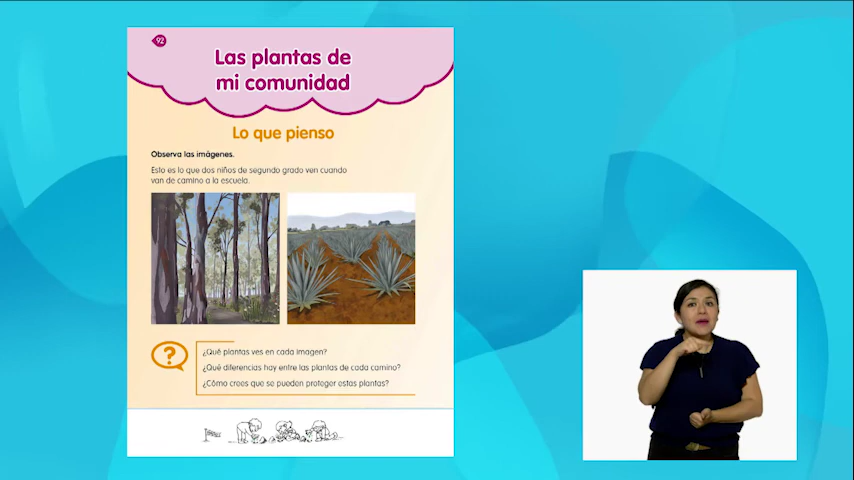 92
Las plantas de
mi comunidad
Lo que pienso
Observa las imágenes.
Esto es lo que dos niños de segundo grado ven cuando
van de camino a la escuela.
?
¿Qué plantas ves en cada imagen?
¿Qué diferencias hay entre las plantas de cada camino?
¿Cómo crees que se pueden proteger estas plantas?